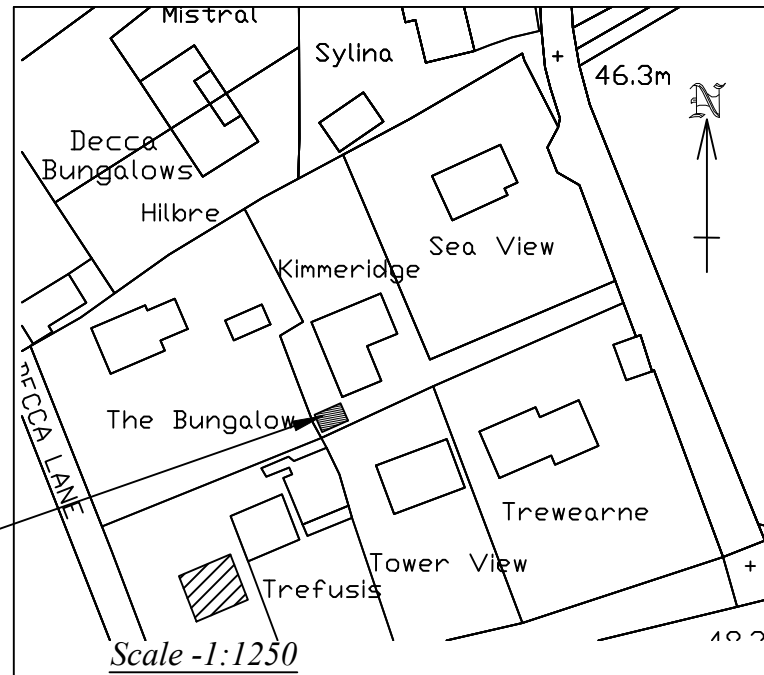 Mistral
Sylina
46.3m
N
Decca
Bungalows
Hilbre
Sea View
Kimmeridge
The Bungalow
DECCA LANE
Trewearne
Tower View
Trefusis
Scale -1:1250